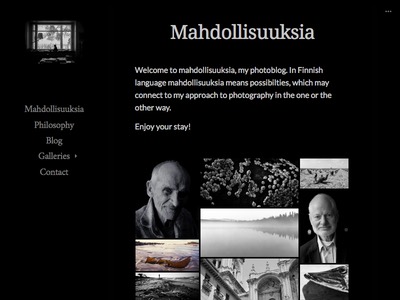 Mahdollisuuksia
Welcome to mahdollisuuksia, my photoblog. In Finnish
language mahdollisuuksia means possibilties, which may
connect to my approach to photography in the one or the
other way.
Enjoy your stay!
Mahdollisuuksia
Philosophy
Blog
Galleries
Contact